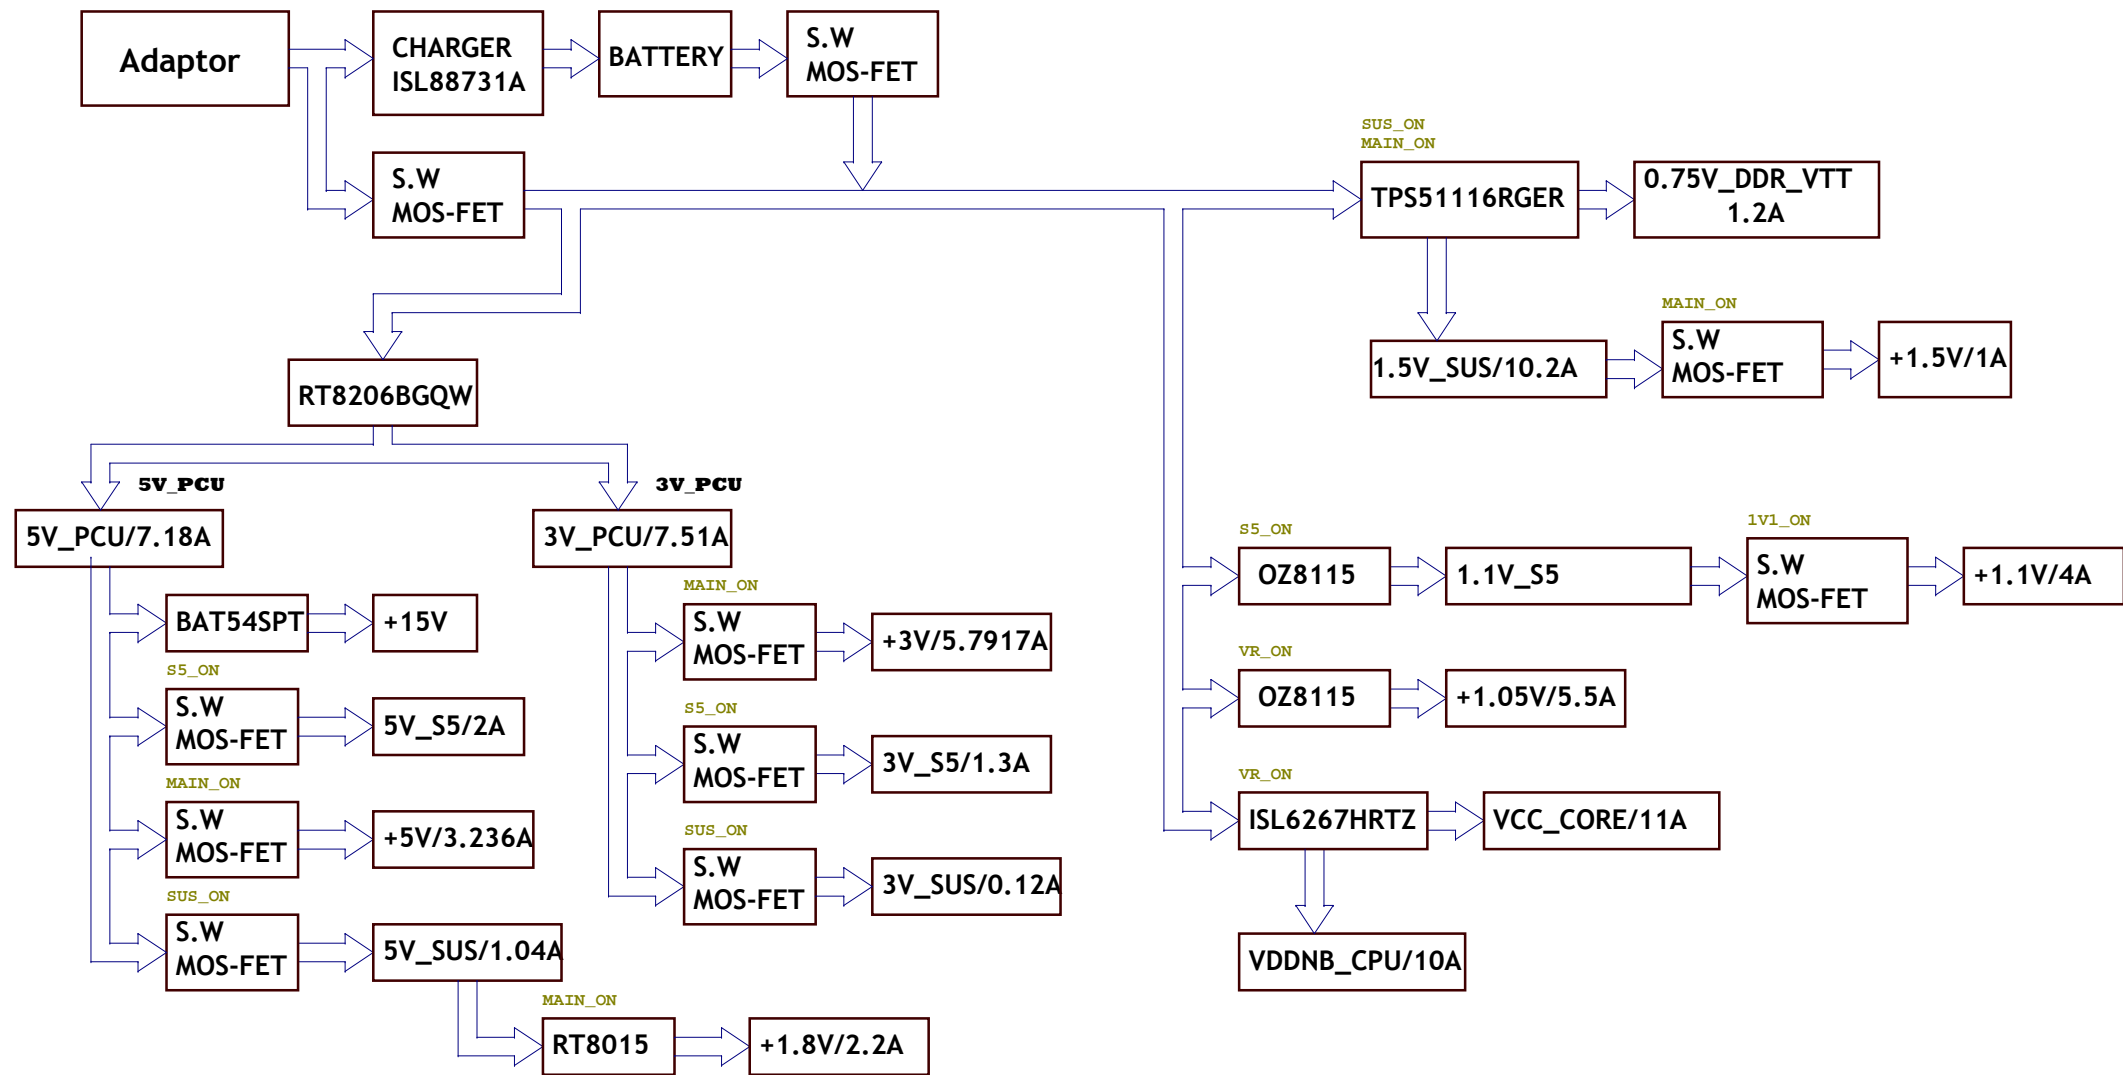 Adaptor
CHARGER
ISL88731A
BATTERY
S.W
MOS-FET
S.W
MOS-FET
SUS_ON
MAIN_ON
TPS51116RGER
0.75V_DDR_VTT
1.2A
1.5V_SUS/10.2A
MAIN_ON
S.W
MOS-FET
+1.5V/1A
RT8206BGQW
5V_PCU
3V_PCU
5V_PCU/7.18A
3V_PCU/7.51A
BAT54SPT
+15V
S5_ON
S.W
MOS-FET
5V_S5/2A
MAIN_ON
S.W
MOS-FET
+5V/3.236A
SUS_ON
S.W
MOS-FET
5V_SUS/1.04A
MAIN_ON
RT8015
+1.8V/2.2A
MAIN_ON
S.W
MOS-FET
+3V/5.7917A
S5_ON
S.W
MOS-FET
3V_S5/1.3A
SUS_ON
S.W
MOS-FET
3V_SUS/0.12A
S5_ON
OZ8115
1.1V_S5
1V1_ON
S.W
MOS-FET
+1.1V/4A
VR_ON
OZ8115
+1.05V/5.5A
VR_ON
ISL6267HRTZ
VCC_CORE/11A
VDDNB_CPU/10A